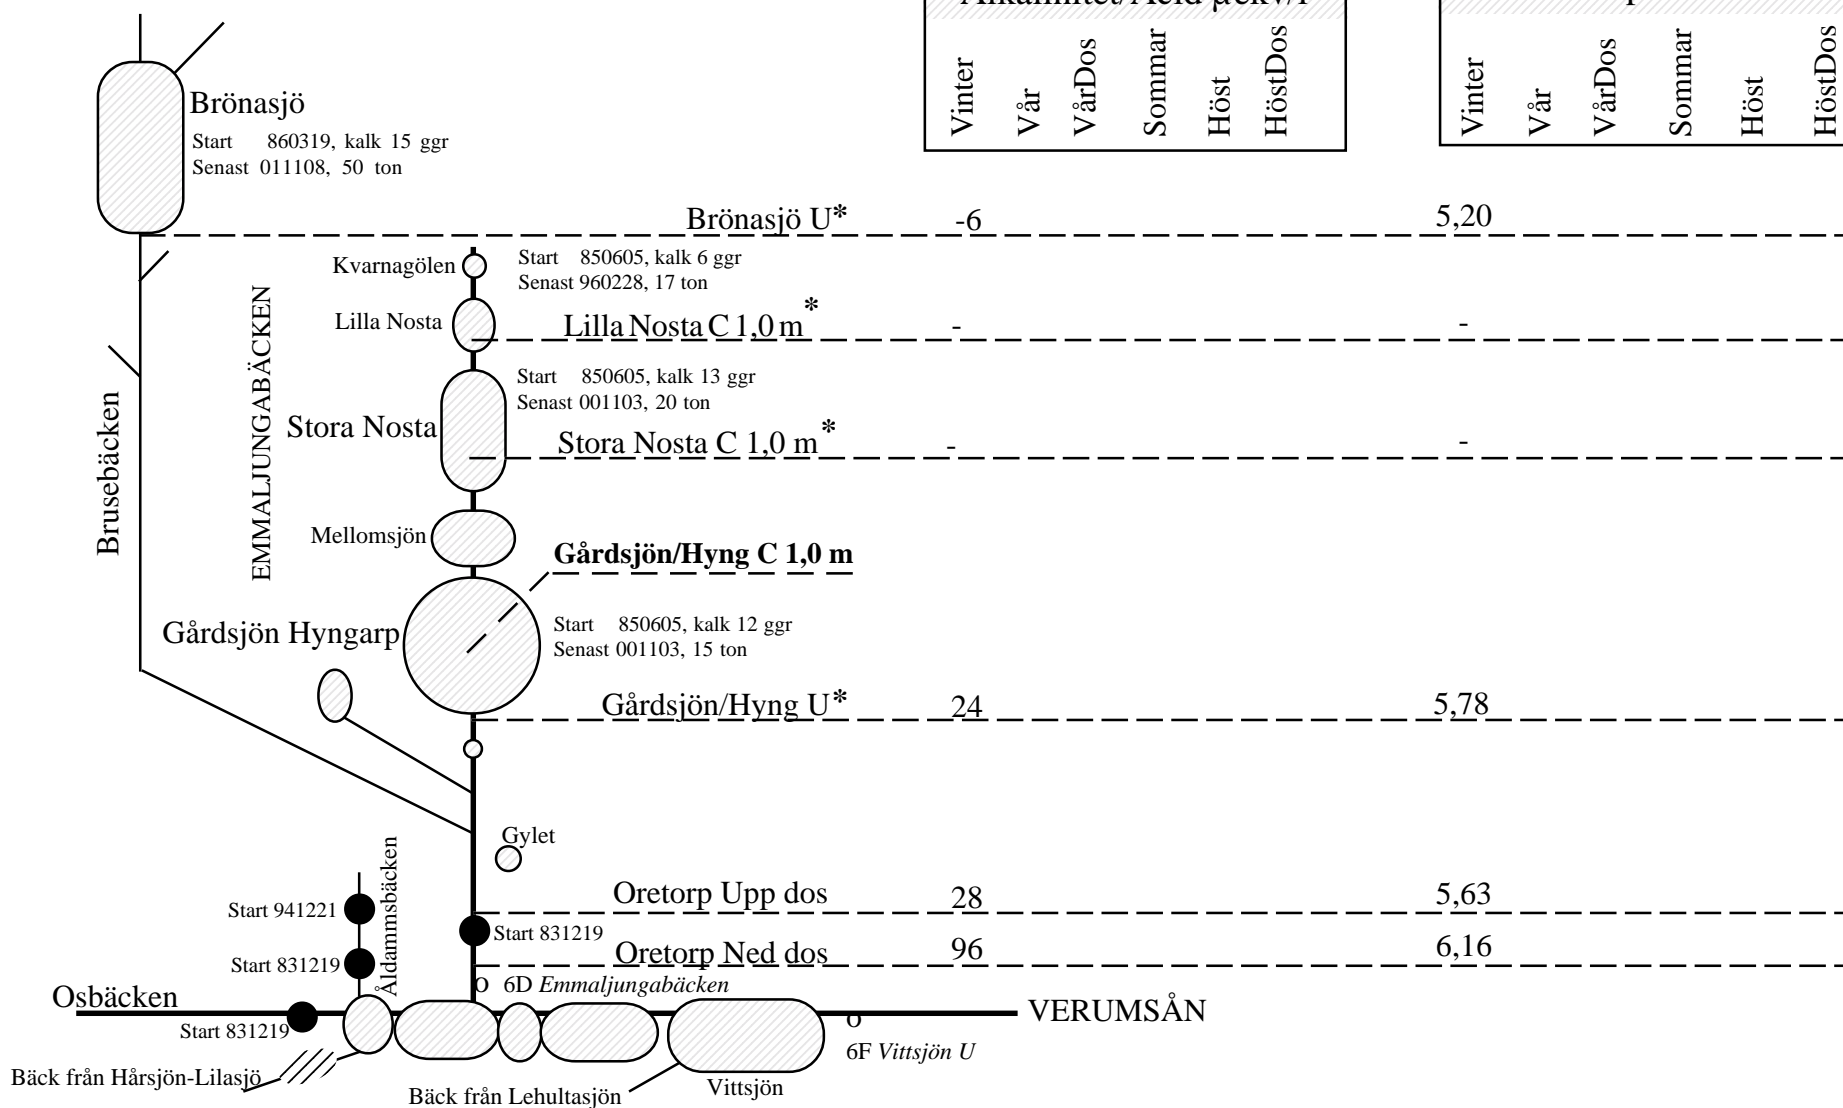 Alkalinitet/Acid µekv/l
p
Vinter
Vår
VårDos
Sommar
Höst
HöstDos
Vinter
Vår
VårDos
Sommar
Höst
HöstDos
Brönasjö
Start 860319, kalk 15 ggr
Senast 011108, 50 ton
Brönasjö U* -6 5,20
Kvarnagölen
Start 850605, kalk 6 ggr
Senast 960228, 17 ton
Lilla Nosta
Lilla Nosta C 1,0 m* - -
EMMALJUNGABÄCKEN
Brusebäcken
Start 850605, kalk 13 ggr
Senast 001103, 20 ton
Stora Nosta
Stora Nosta C 1,0 m* - -
Mellomsjön
Gårdsjön/Hyng C 1,0 m
Gårdsjön Hyngarp
Start 850605, kalk 12 ggr
Senast 001103, 15 ton
Gårdsjön/Hyng U* 24 5,78
Gylet
Åldammsbäcken
Oretorp Upp dos 28 5,63
Start 941221
Start 831219
Oretorp Ned dos 96 6,16
Start 831219
o 6D Emmaljungabäcken
Osbäcken
VERUMSÅN
Start 831219
o
6F Vittsjön U
Bäck från Hårsjön-Lilasjö
Bäck från Lehultasjön
Vittsjön